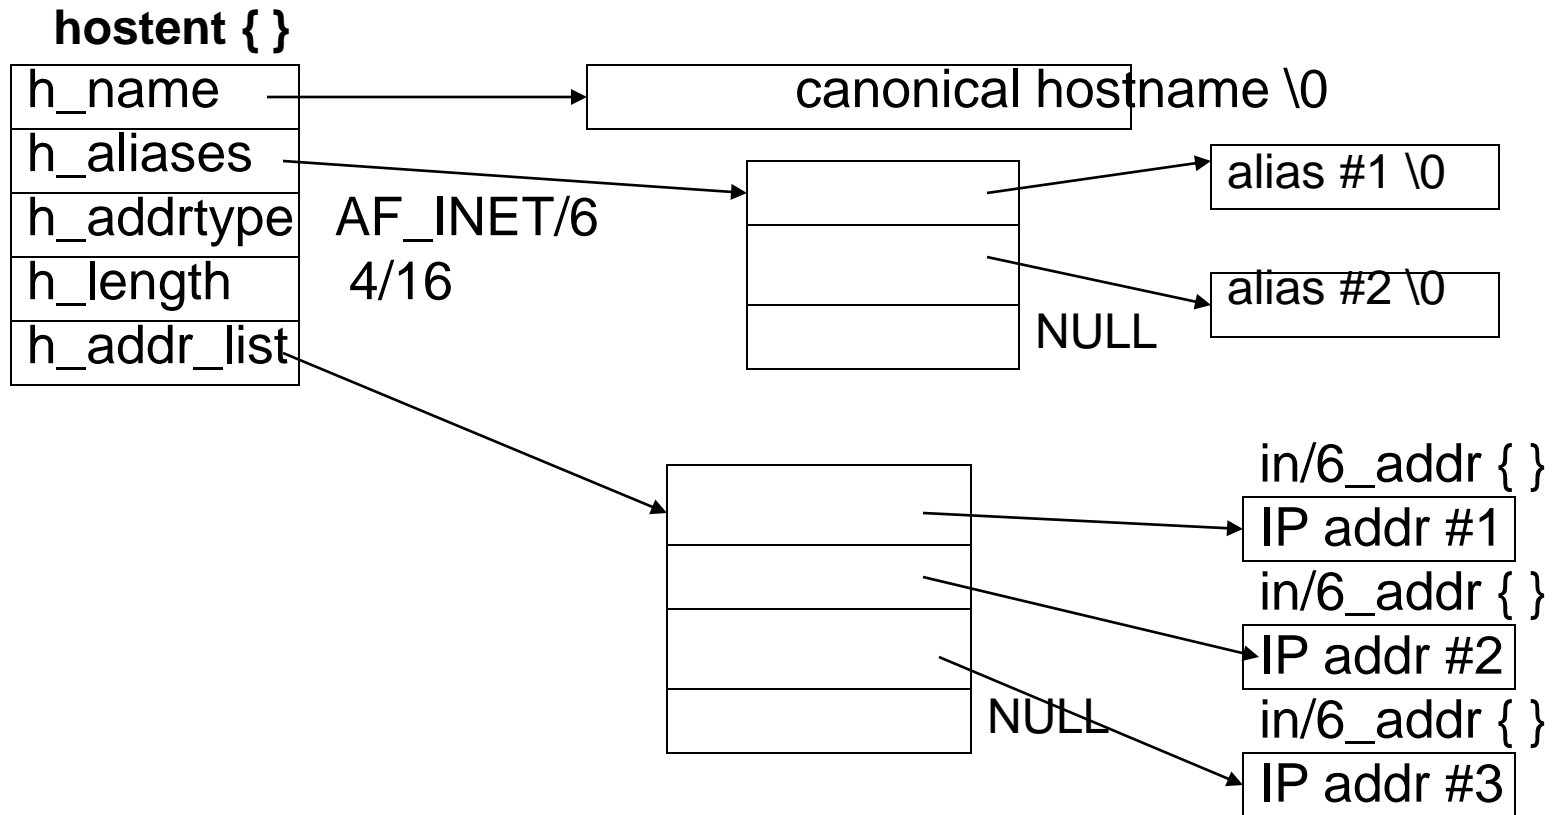 hostent { }
h_name
canonical hostname \0
h_aliases
alias #1 \0
h_addrtype
AF_INET/6
h_length
4/16
alias #2 \0
h_addr_list
NULL
in/6_addr { }
IP addr #1
in/6_addr { }
IP addr #2
NULL
in/6_addr { }
IP addr #3